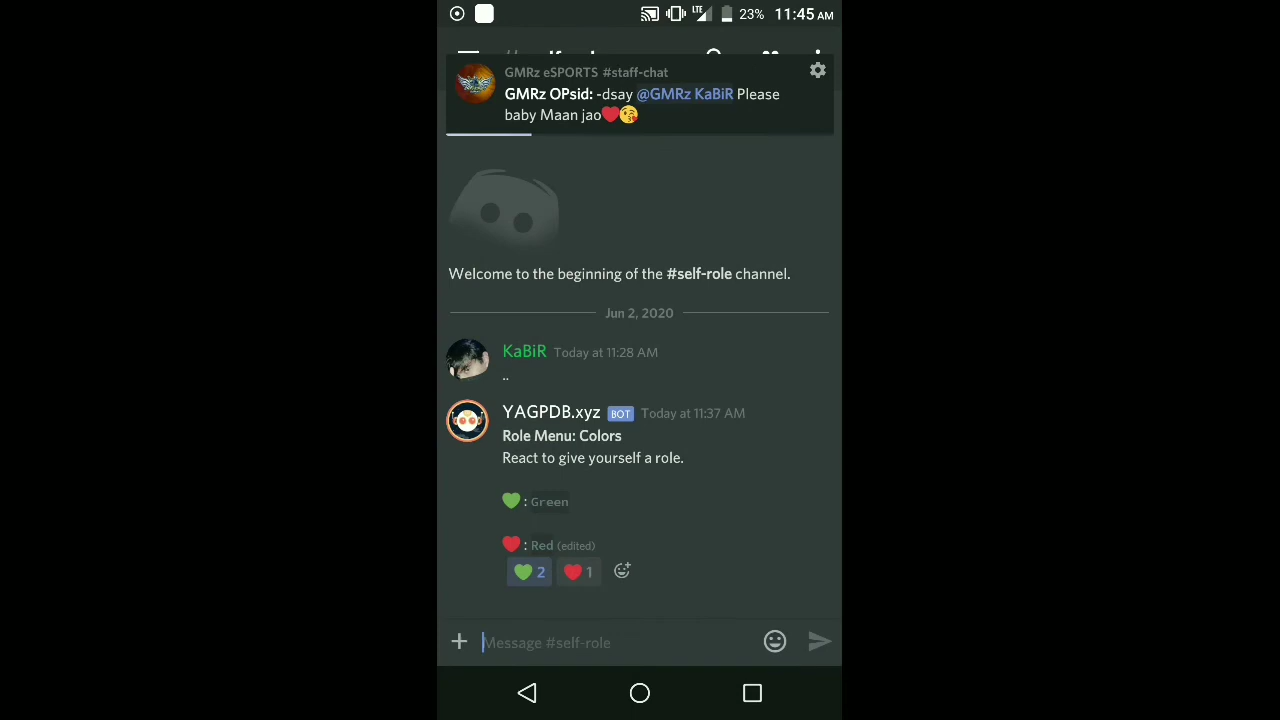 LTE 23% 11:45 AM
GMRz eSPORTS #staff-chat
GMRz OPsid: -dsay @GMRz KaBiR Please
baby Maan jao❤️😘
Welcome to the beginning of the #self-role channel.
Jun 2, 2020
KaBiR Today at 11:28 AM
..
YAGPDB.xyz BOT Today at 11:37 AM
Role Menu: Colors
React to give yourself a role.
💚 : Green
❤️ : Red (edited)
💚 2 ❤️ 1
Message #self-role